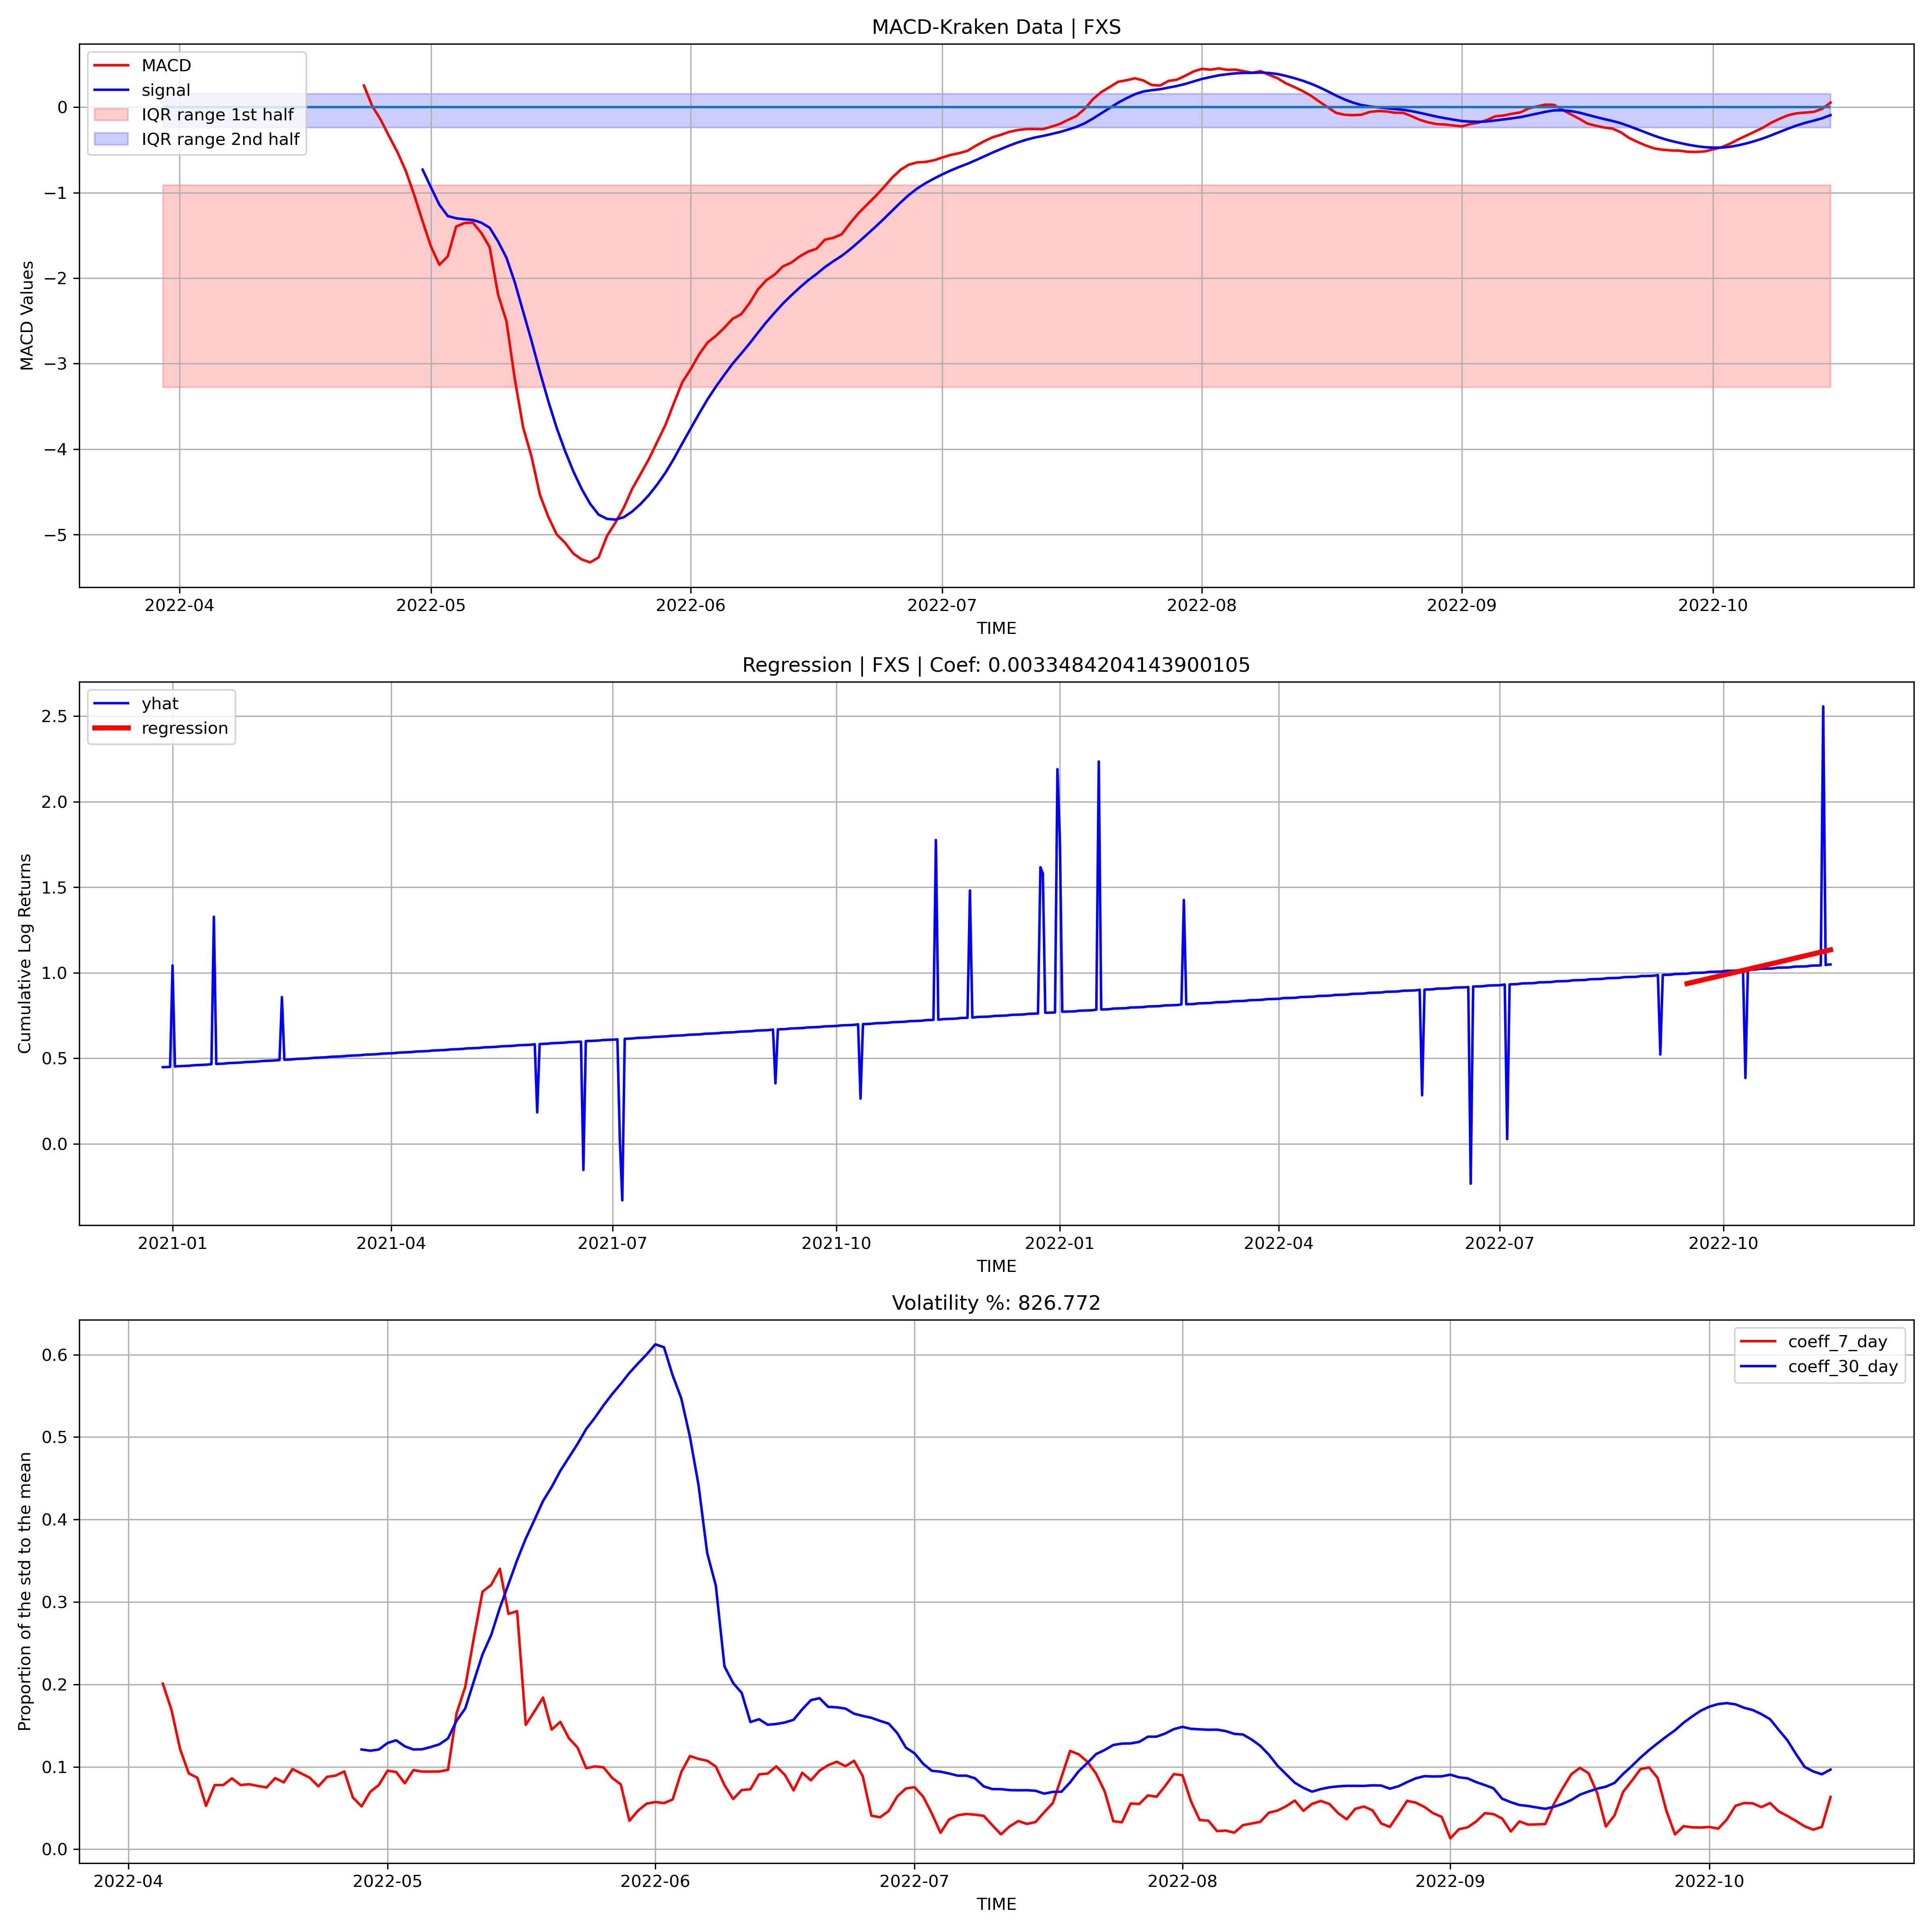 MACD-Kraken Data | FXS
MACD
signal
IQR range 1st half
IQR range 2nd half
MACD Values
0
−1
−2
−3
−4
−5
2022-04 2022-05 2022-06 2022-07 2022-08 2022-09 2022-10
TIME
Regression | FXS | Coef: 0.0033484204143900105
yhat
regression
Cumulative Log Returns
2.5
2.0
1.5
1.0
0.5
0.0
2021-01 2021-04 2021-07 2021-10 2022-01 2022-04 2022-07 2022-10
TIME
Volatility %: 826.772
coeff_7_day
coeff_30_day
Proportion of the std to the mean
0.6
0.5
0.4
0.3
0.2
0.1
0.0
2022-04 2022-05 2022-06 2022-07 2022-08 2022-09 2022-10
TIME